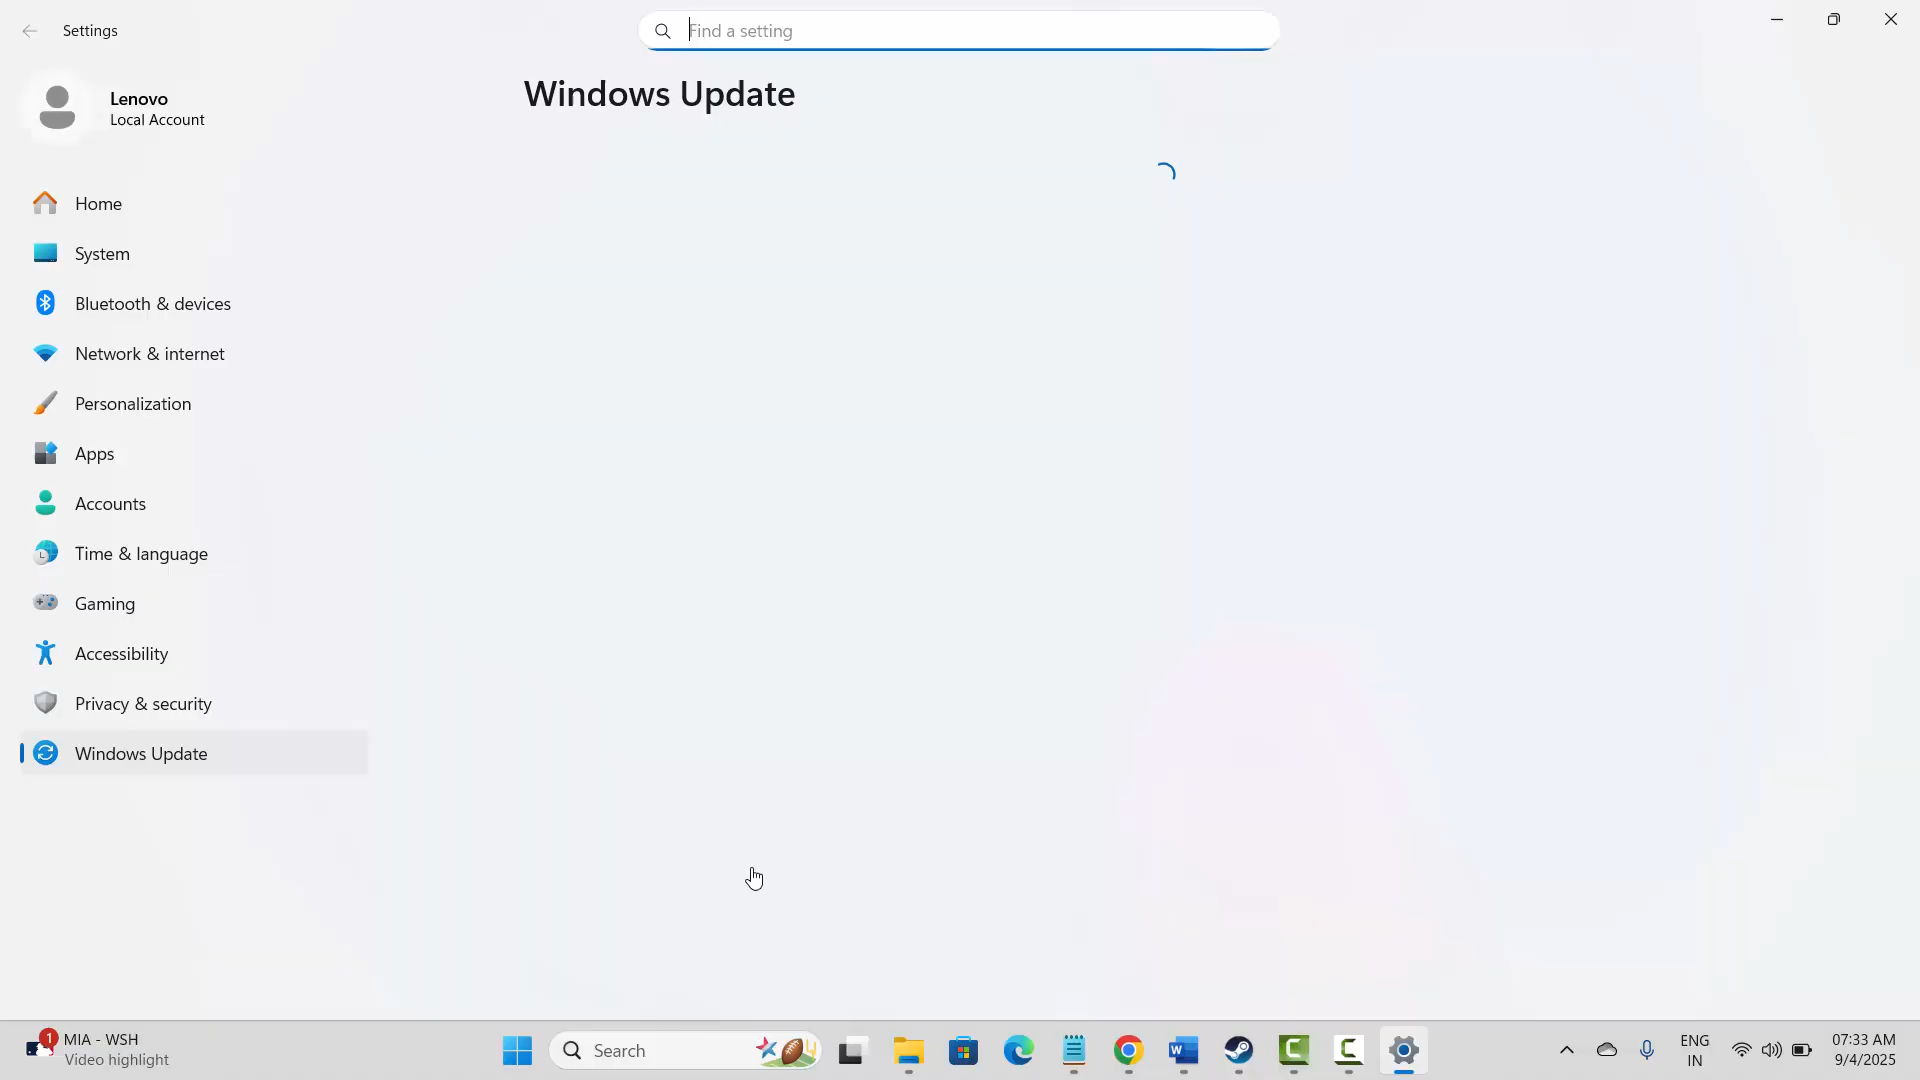 Settings
Find a setting
Lenovo
Local Account
Windows Update
Home
System
Bluetooth & devices
Network & internet
Personalization
Apps
Accounts
Time & language
Gaming
Accessibility
Privacy & security
Windows Update
1
MIA - WSH
Video highlight
Search
ENG
IN
07:33 AM
9/4/2025